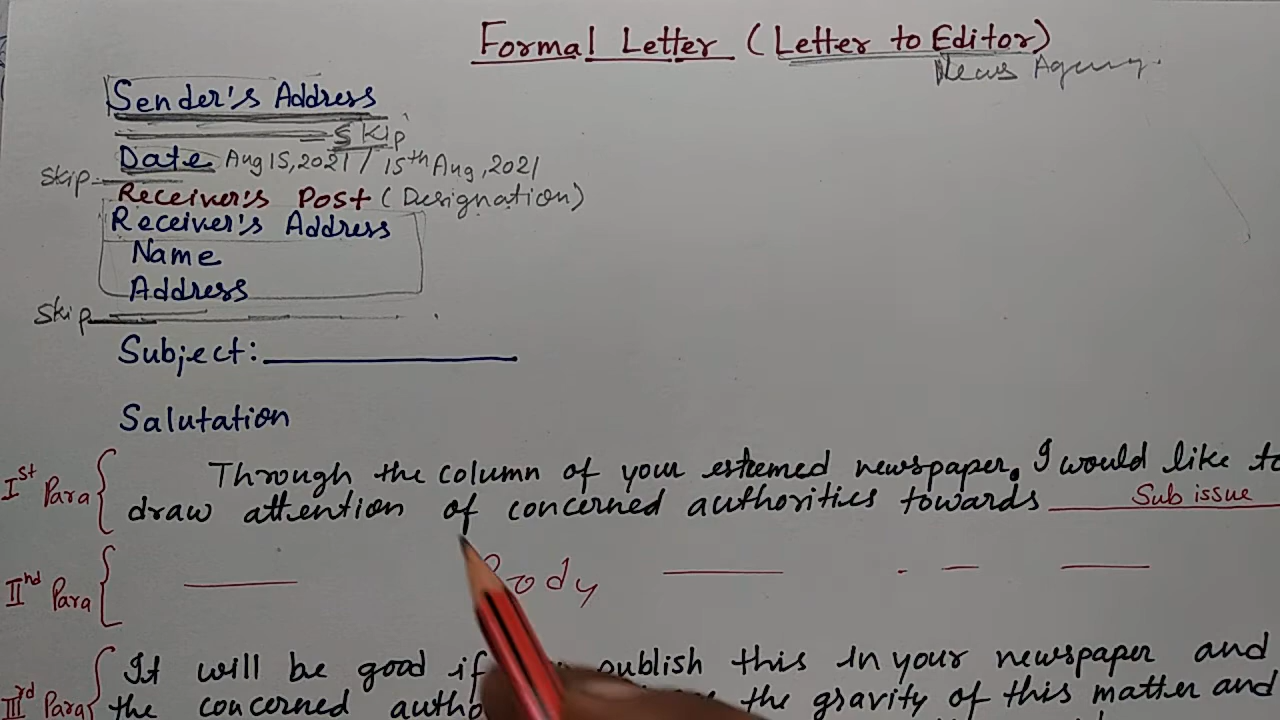 Formal Letter (Letter to Editor)
News Agency.
Sender's Address
Skip
Date Aug 15, 2021 / 15th Aug, 2021
Skip
Receiver's Post (Designation)
Receiver's Address
Name
Address
Skip
Subject:
Salutation
Ist Para
Through the column of your esteemed newspaper. I would like to
draw attention of concerned authorities towards Sub issue
IInd Para
Body
IIIrd Para
It will be good if publish this in your newspaper and
the concerned the gravity of this matter and